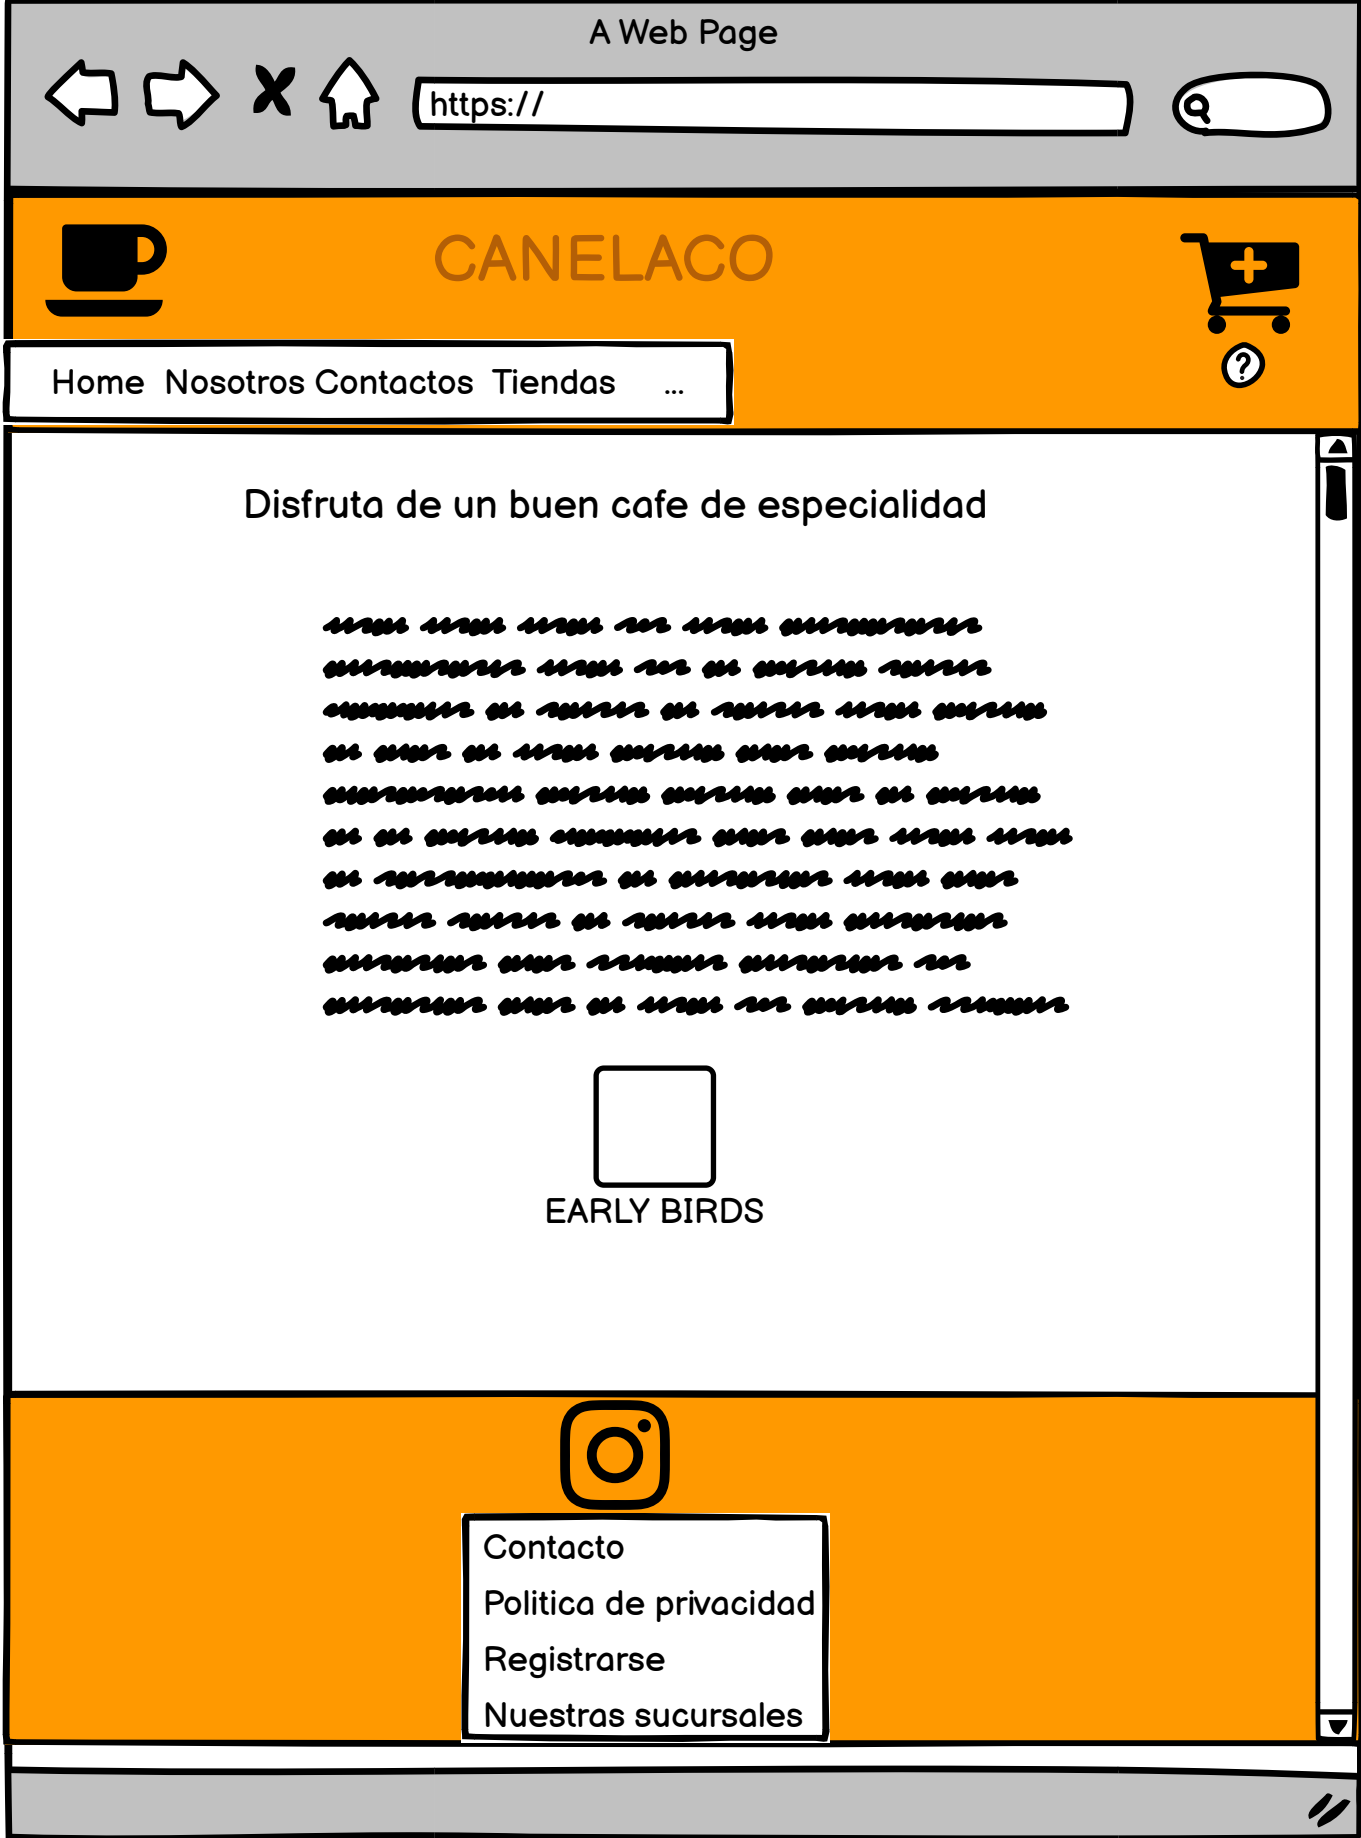 A Web Page
https://
CANELACO
Home Nosotros Contactos Tiendas ...
?
Disfruta de un buen cafe de especialidad
EARLY BIRDS
Contacto
Politica de privacidad
Registrarse
Nuestras sucursales